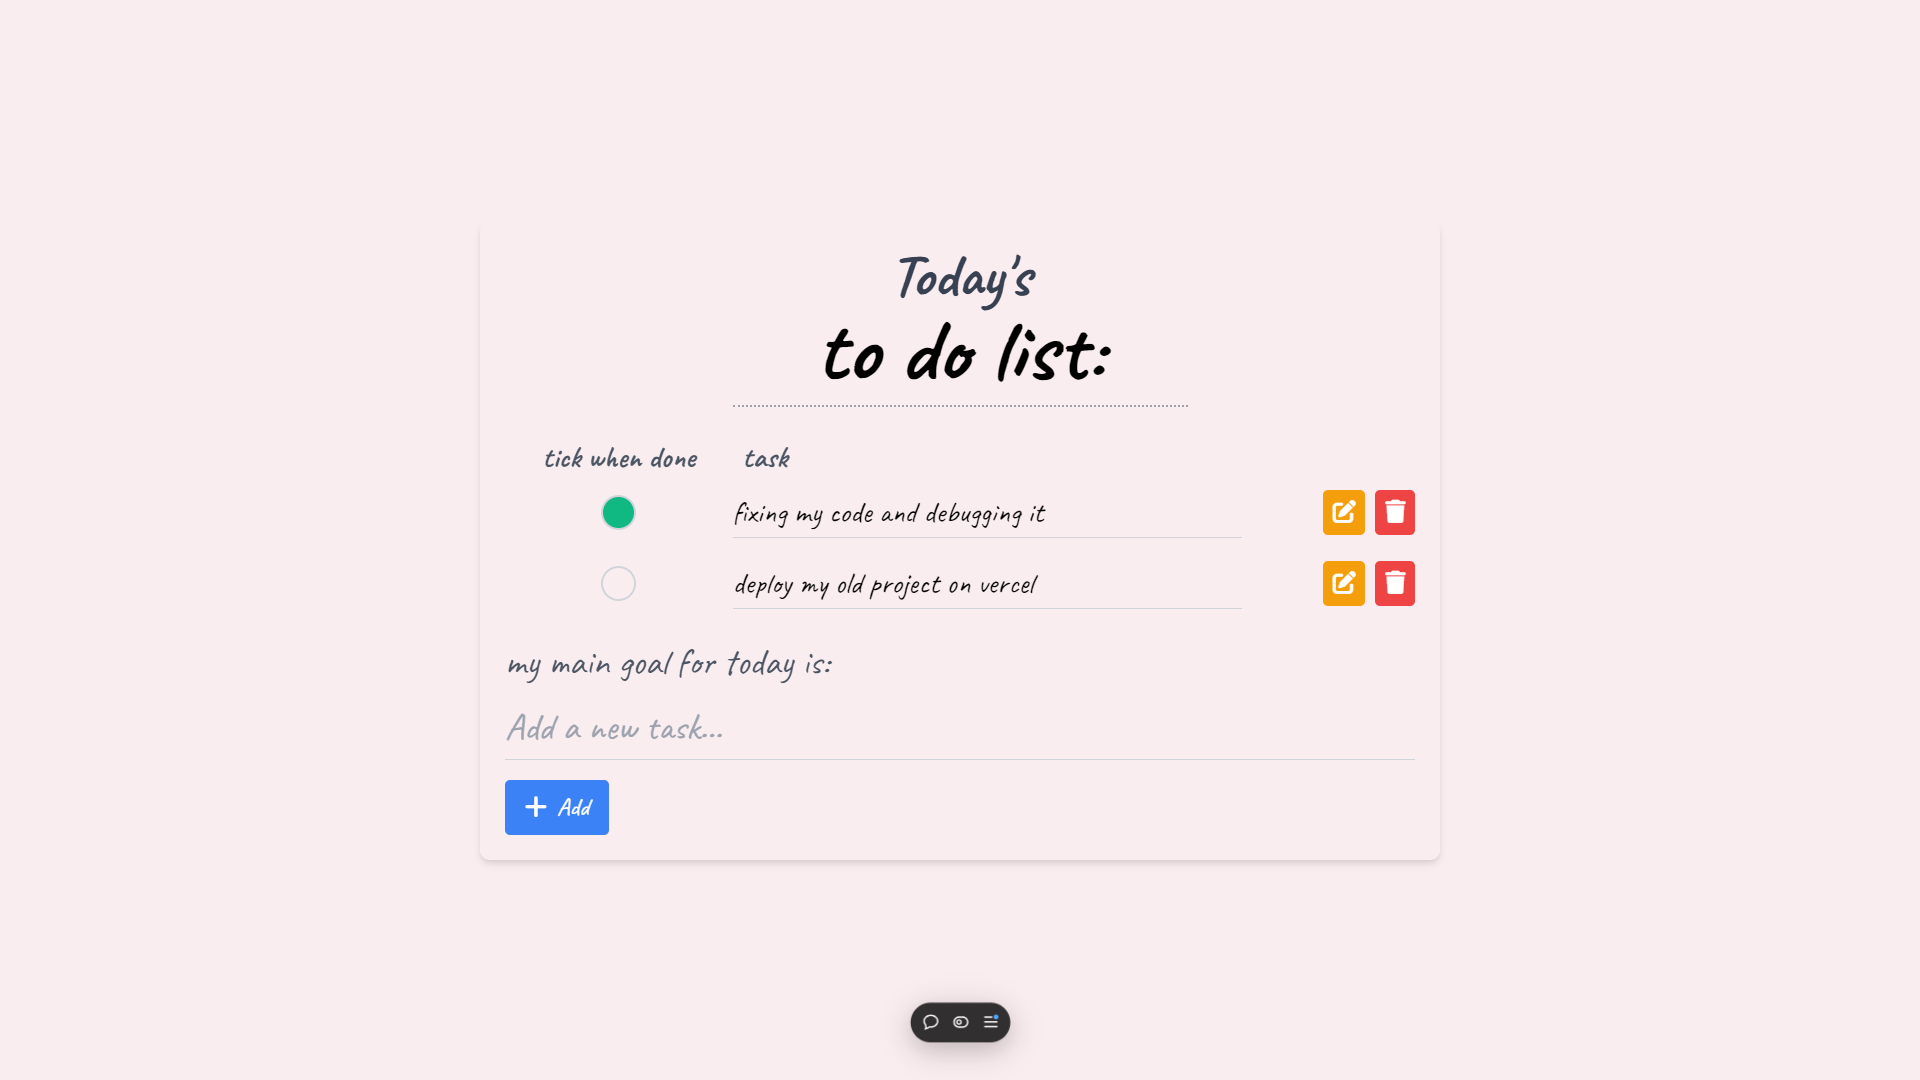 Today's
to do list:
tick when done task
fixing my code and debugging it
deploy my old project on vercel
my main goal for today is:
Add a new task...
Add